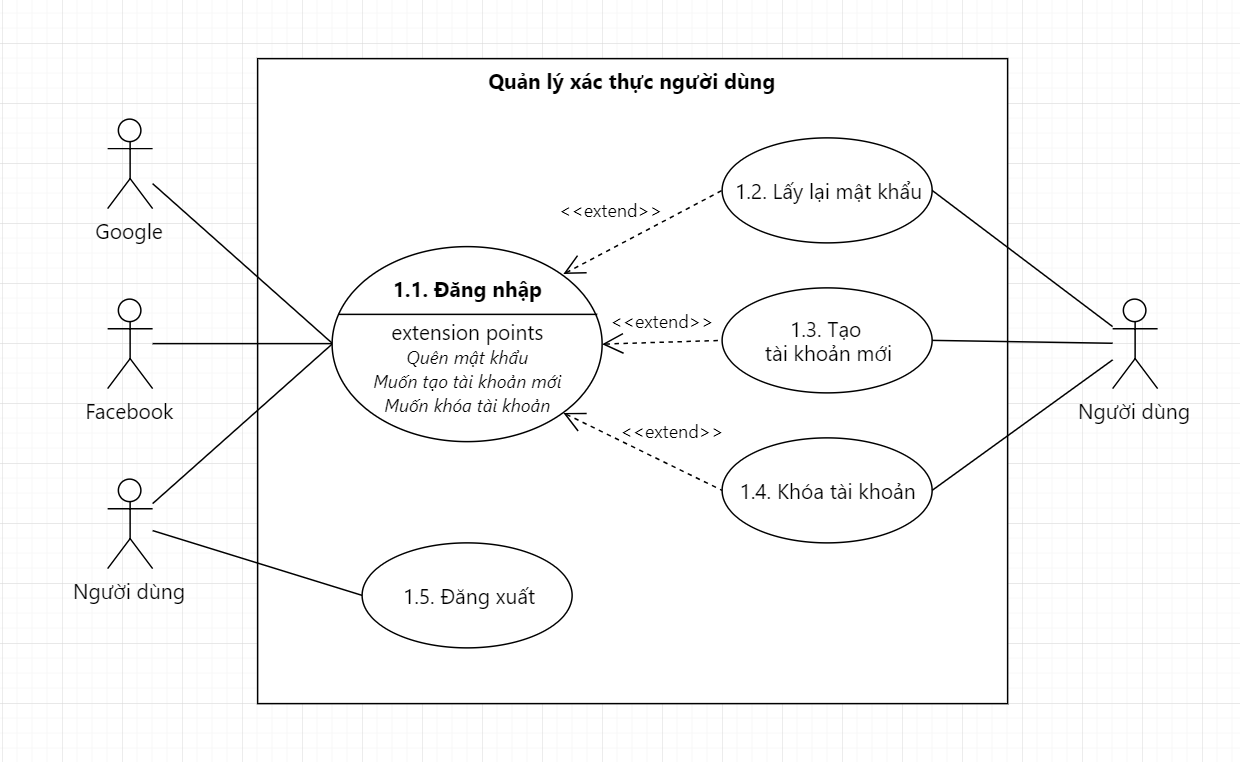 Quản lý xác thực người dùng
Google
Facebook
Người dùng
1.1. Đăng nhập
extension points
Quên mật khẩu
Muốn tạo tài khoản mới
Muốn khóa tài khoản
1.5. Đăng xuất
<<extend>>
<<extend>>
<<extend>>
1.2. Lấy lại mật khẩu
1.3. Tạo
tài khoản mới
1.4. Khóa tài khoản
Người dùng